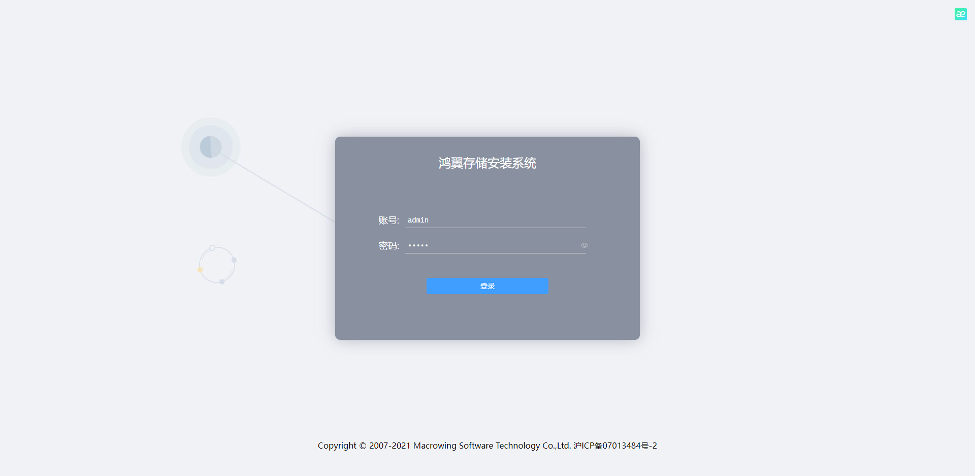 æ
鸿翼存储安装系统
账号: admin
密码: •••••
登录
Copyright © 2007-2021 Macrowing Software Technology Co.,Ltd. 沪ICP备07013484号-2